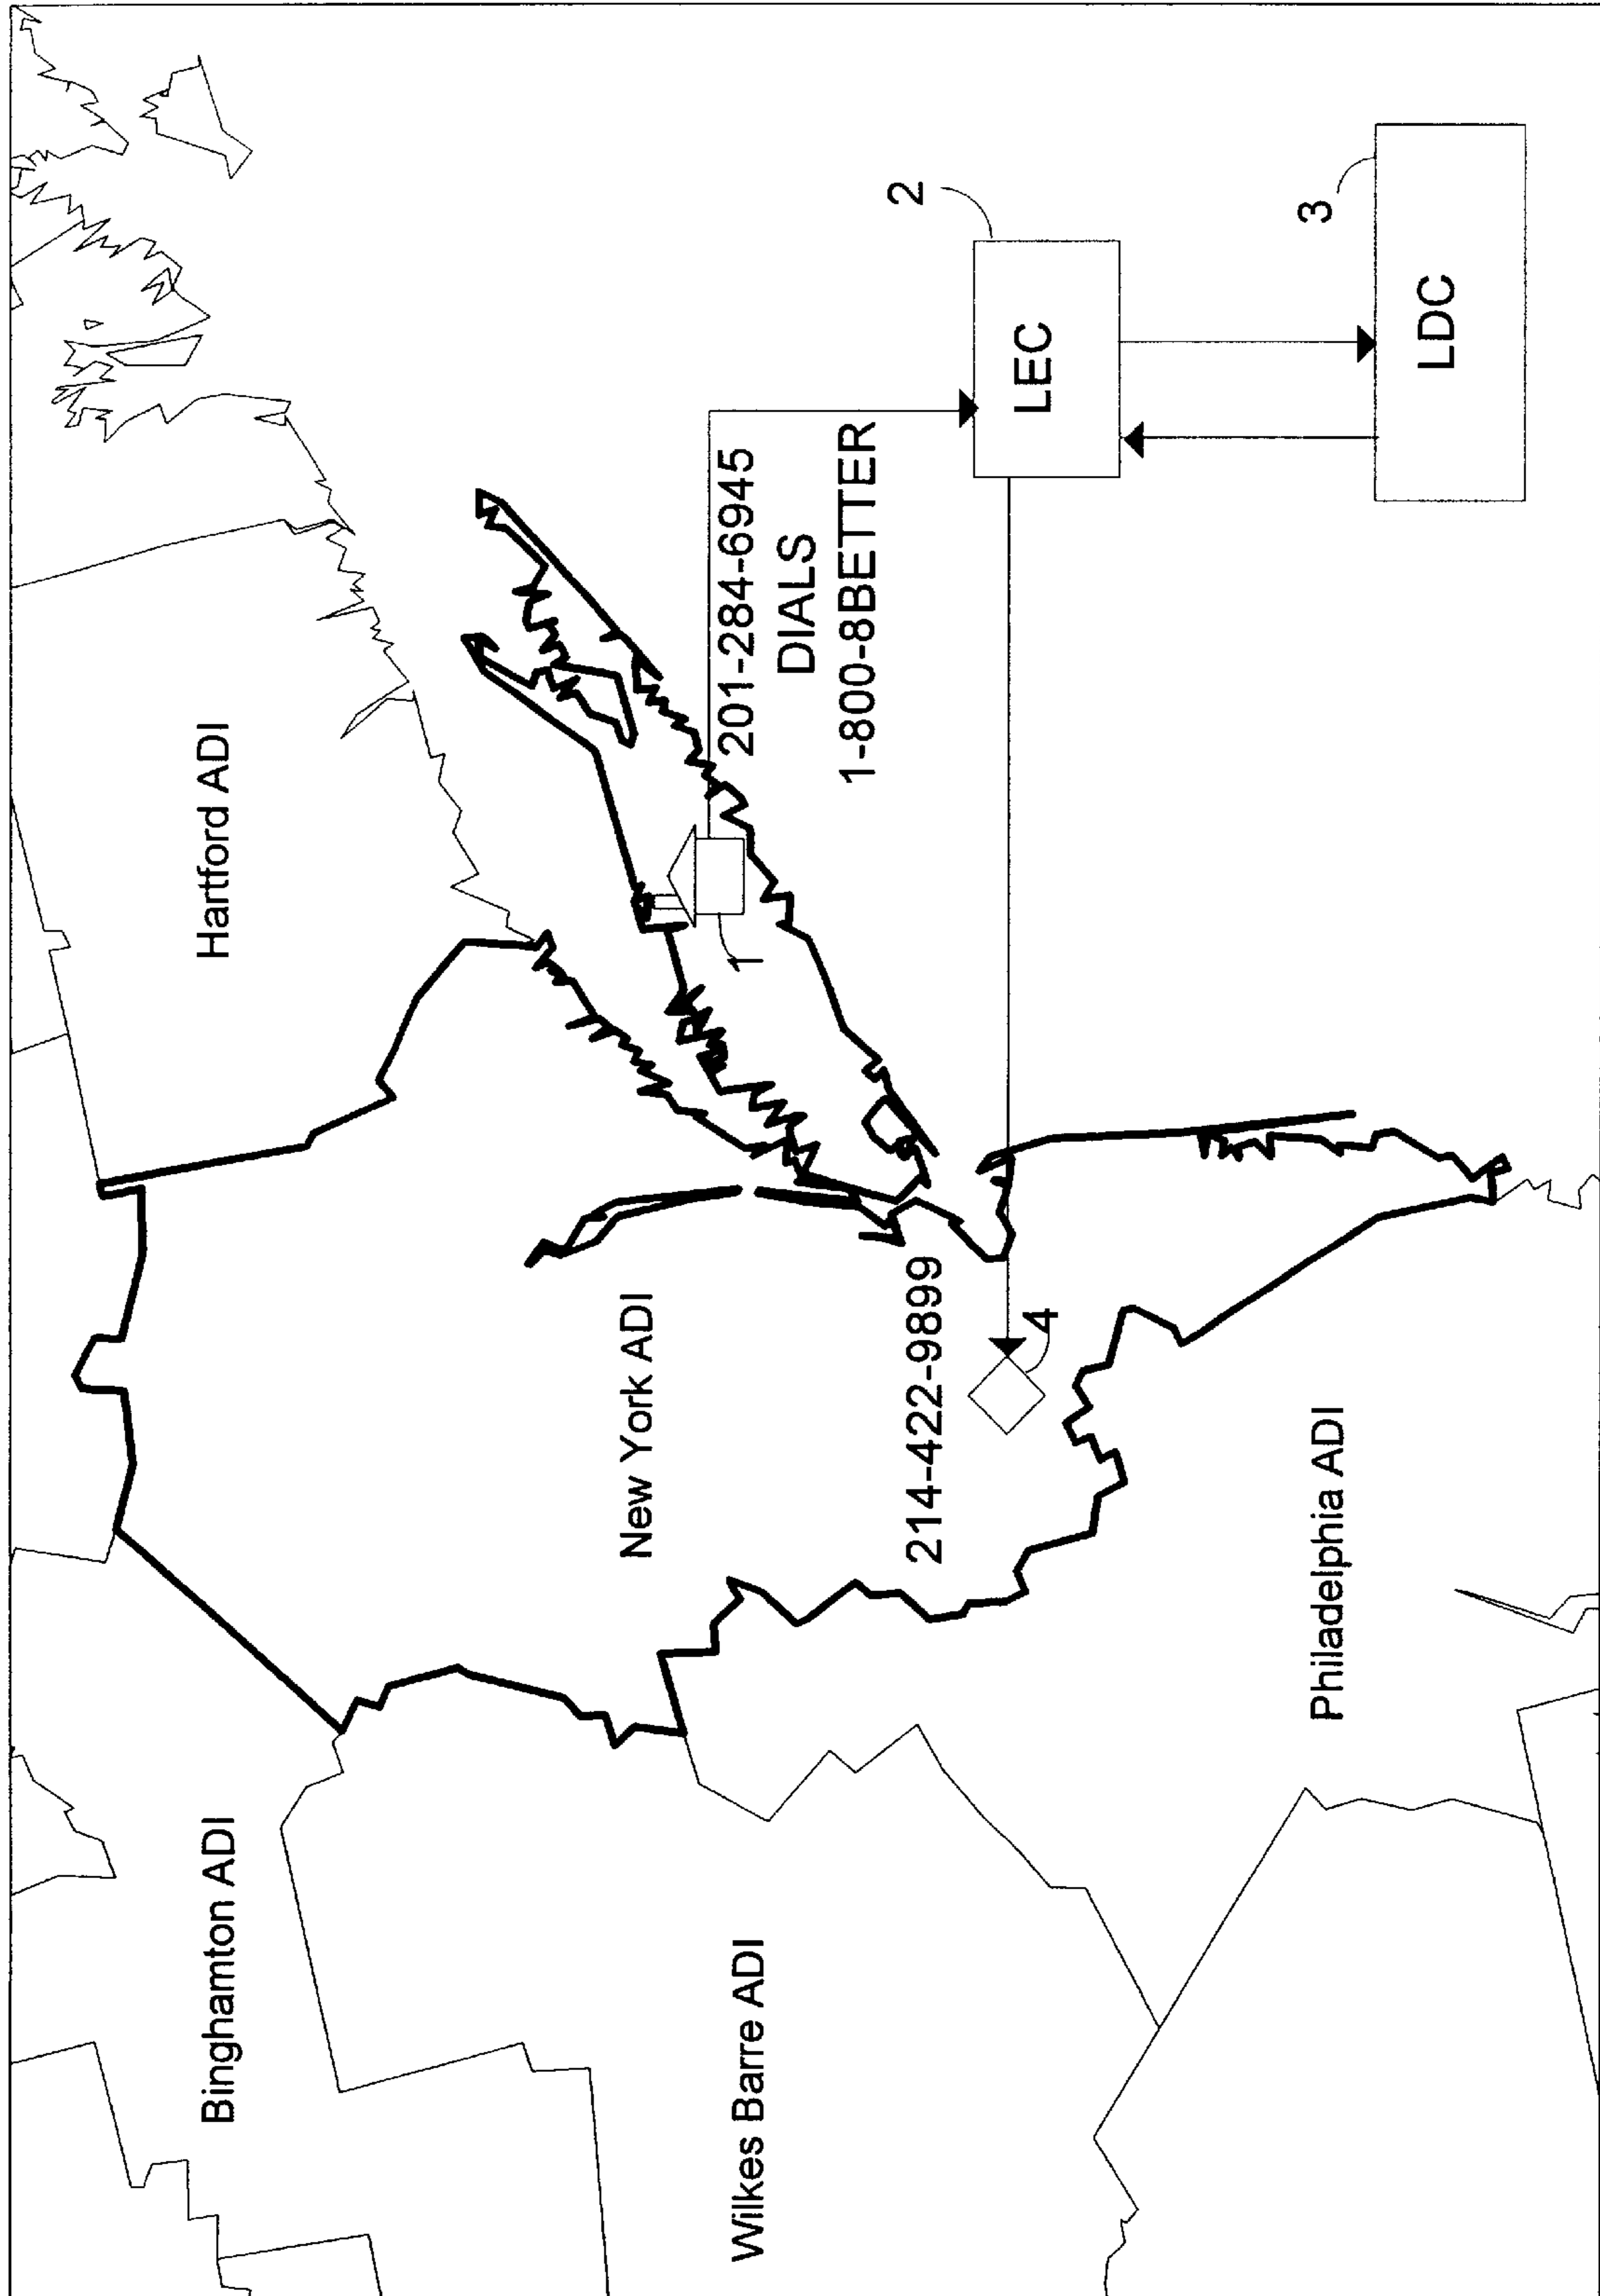 Binghamton ADI
Hartford ADI
Wilkes Barre ADI
New York ADI
1
201-284-6945
DIALS
1-800-8BETTER
214-422-9899
4
2
LEC
3
LDC
Philadelphia ADI